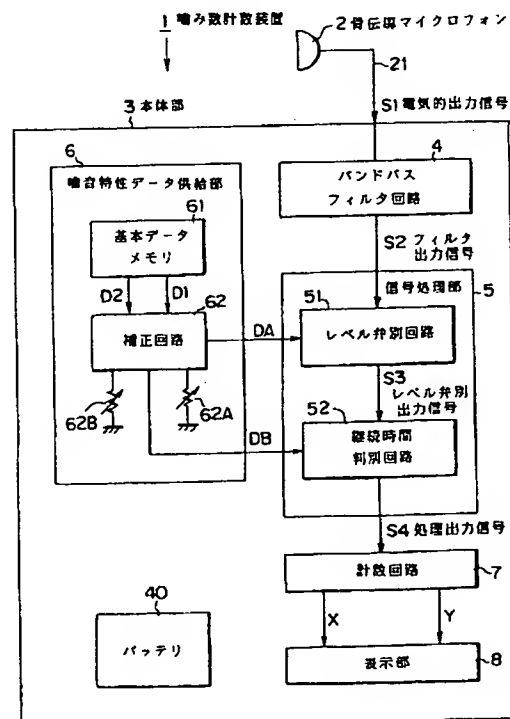 1 噛み数計数装置
2 骨伝導マイクロフォン
21
S1 電気的出力信号
3 本体部
6
噛音特性データ供給部
61
基本データ
メモリ
D2
D1
62
補正回路
62B
62A
DA
DB
4
バンドパス
フィルタ回路
S2 フィルタ
出力信号
信号処理部
5
51
レベル弁別回路
S3
レベル弁別
出力信号
52
継続時間
判別回路
S4 処理出力信号
計数回路
7
X
Y
表示部
8
40
バッテリ